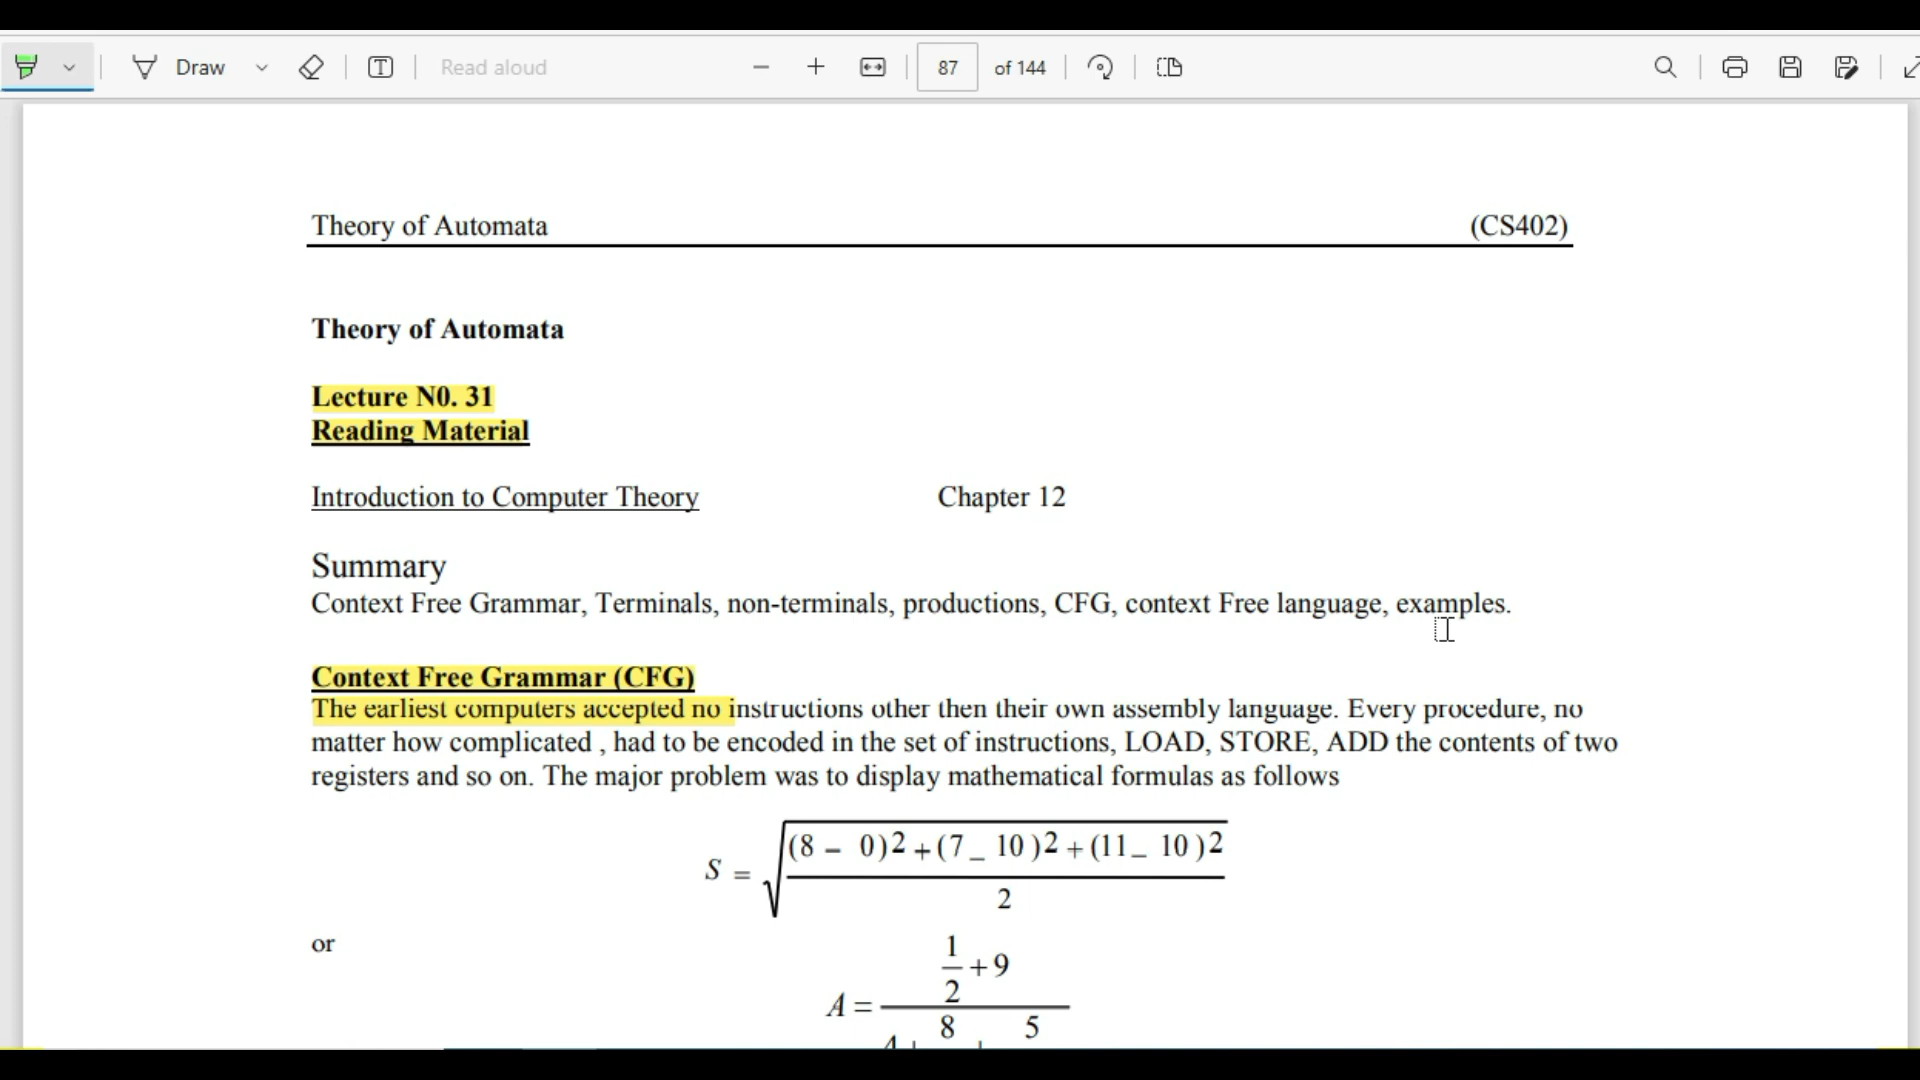 Draw Read aloud 87 of 144
Theory of Automata (CS402)
Theory of Automata
Lecture N0. 31
Reading Material
Introduction to Computer Theory Chapter 12
Summary
Context Free Grammar, Terminals, non-terminals, productions, CFG, context Free language, examples.
Context Free Grammar (CFG)
The earliest computers accepted no instructions other then their own assembly language. Every procedure, no
matter how complicated , had to be encoded in the set of instructions, LOAD, STORE, ADD the contents of two
registers and so on. The major problem was to display mathematical formulas as follows
S = √ (8 – 0)2 + (7 _ 10 )2 + (11_ 10 )2
2
or
1
— + 9
2
A =
8 5
4 +